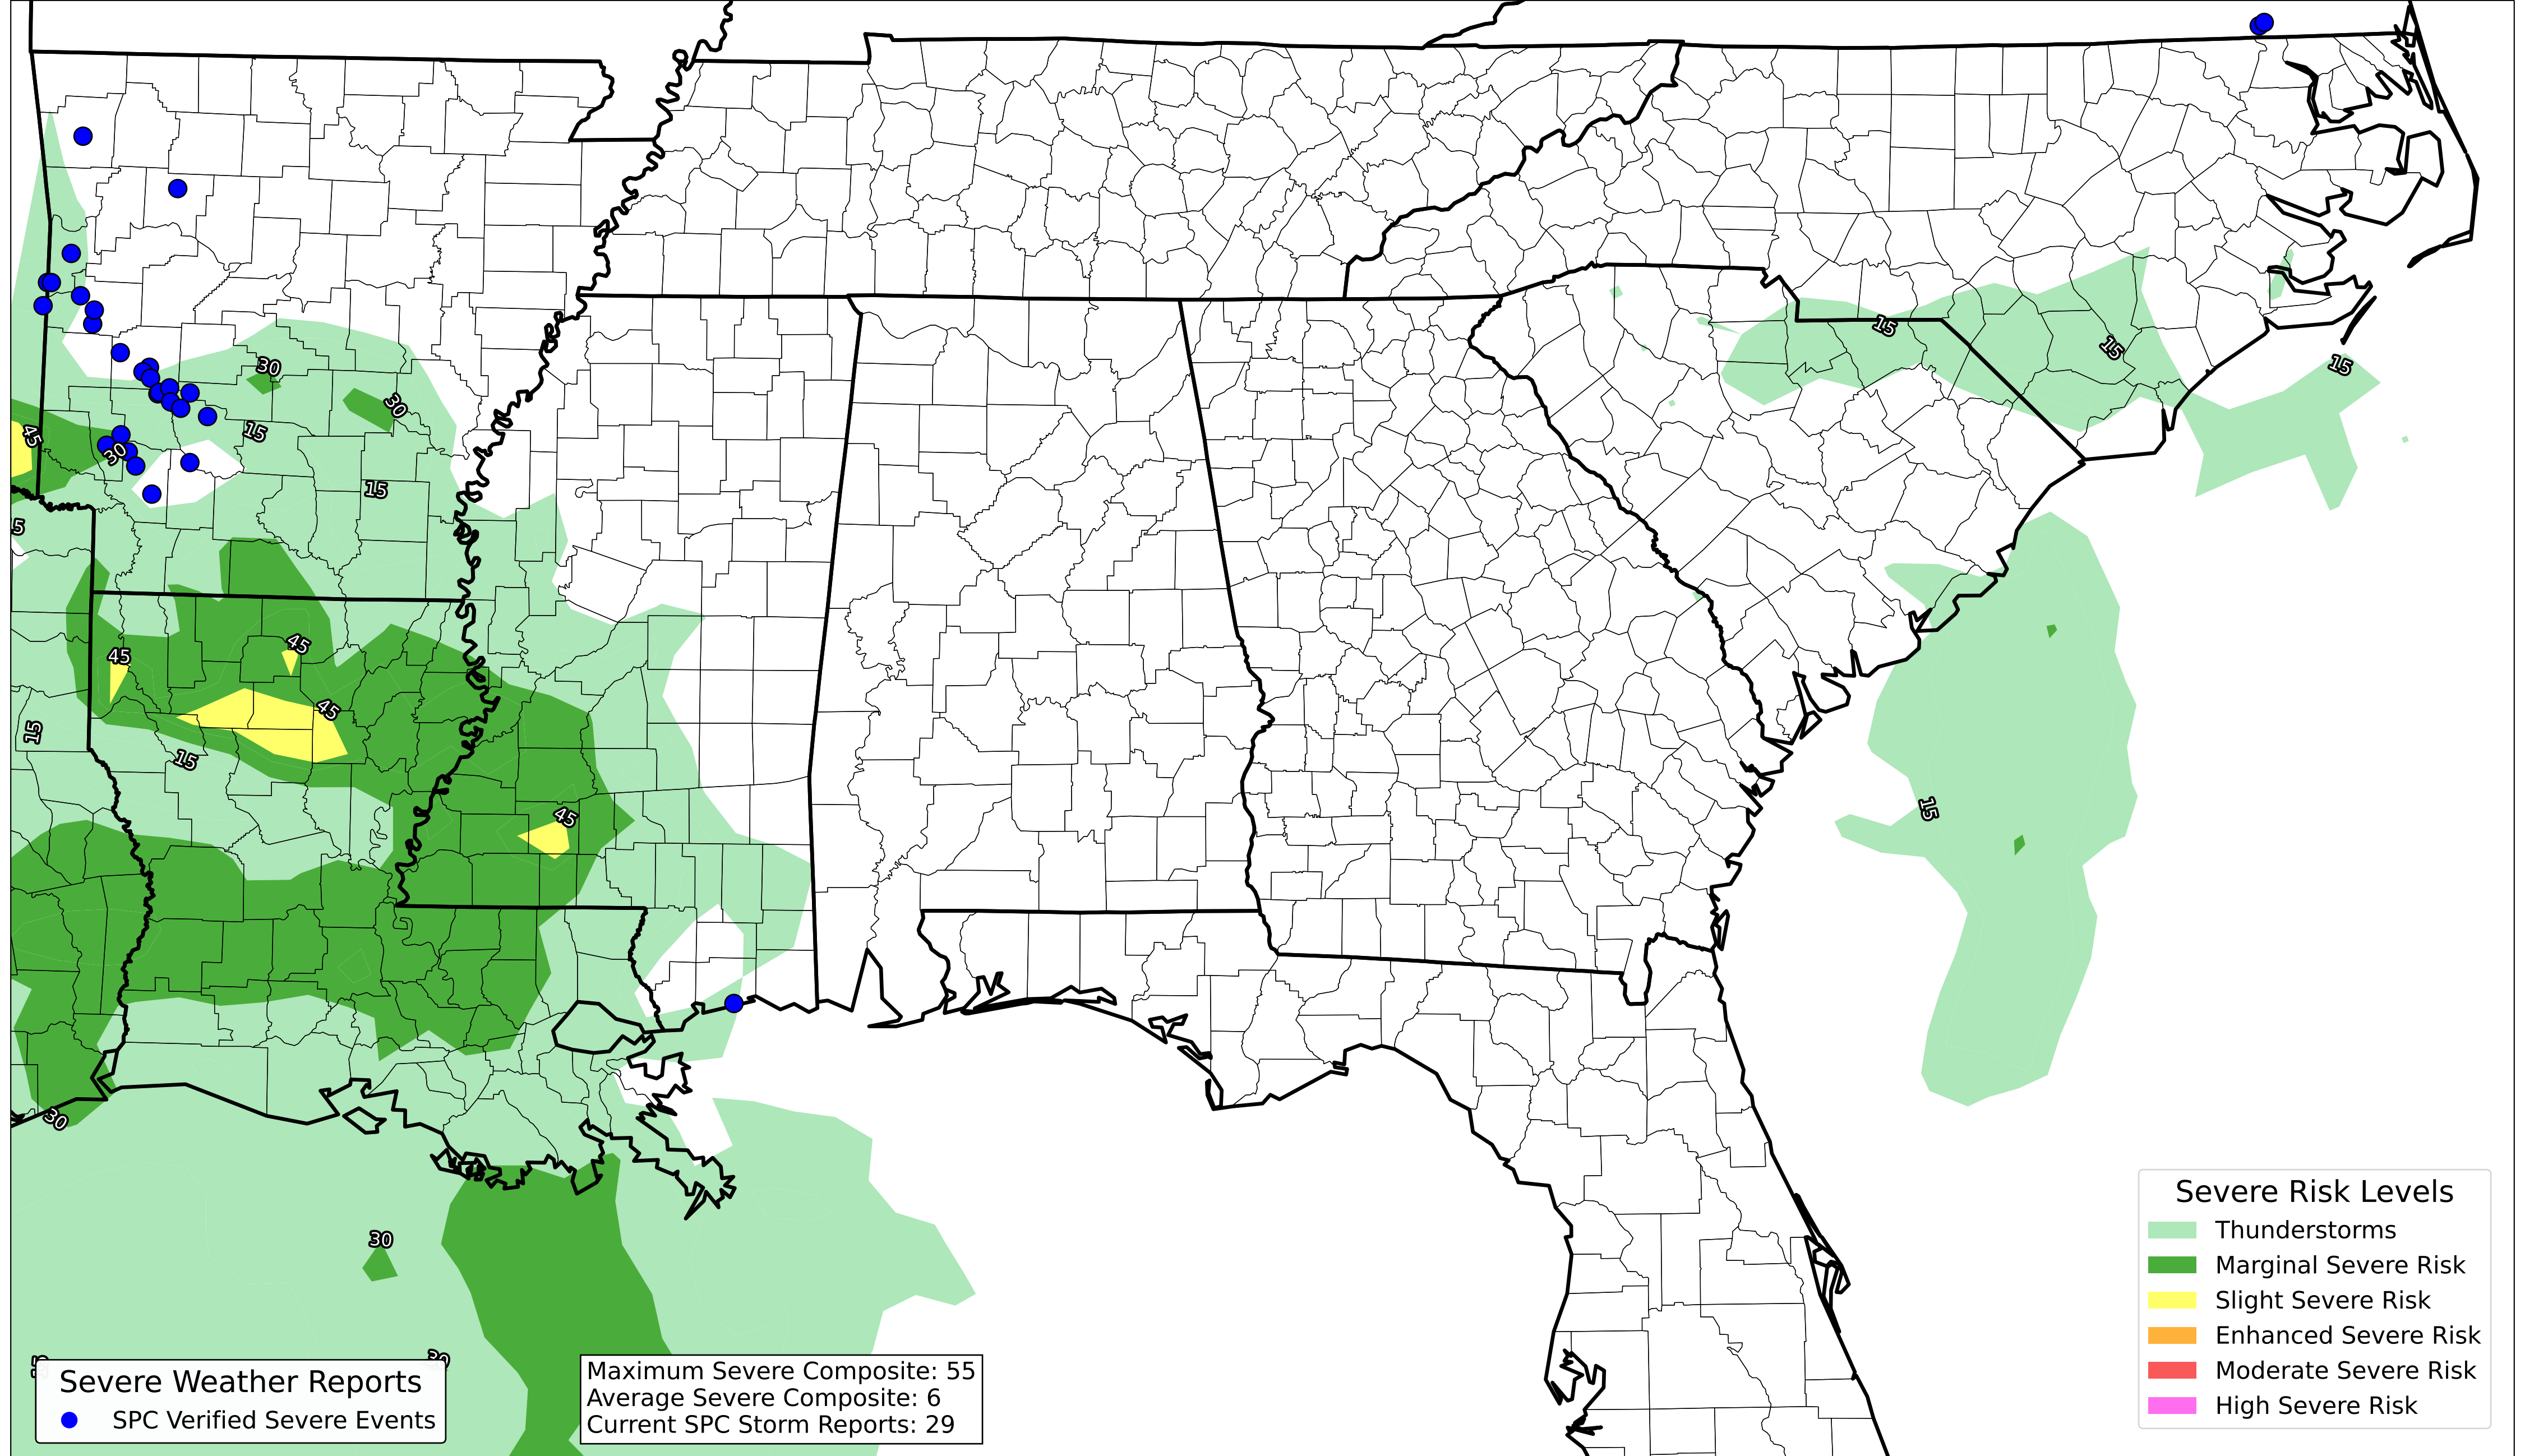 30
15
15
15
30
45
15
30
15
5
45
45
45
15
15
45
15
30
30
30
Severe Risk Levels
Thunderstorms
Marginal Severe Risk
Slight Severe Risk
Enhanced Severe Risk
Moderate Severe Risk
High Severe Risk
Severe Weather Reports
SPC Verified Severe Events
Maximum Severe Composite: 55
Average Severe Composite: 6
Current SPC Storm Reports: 29